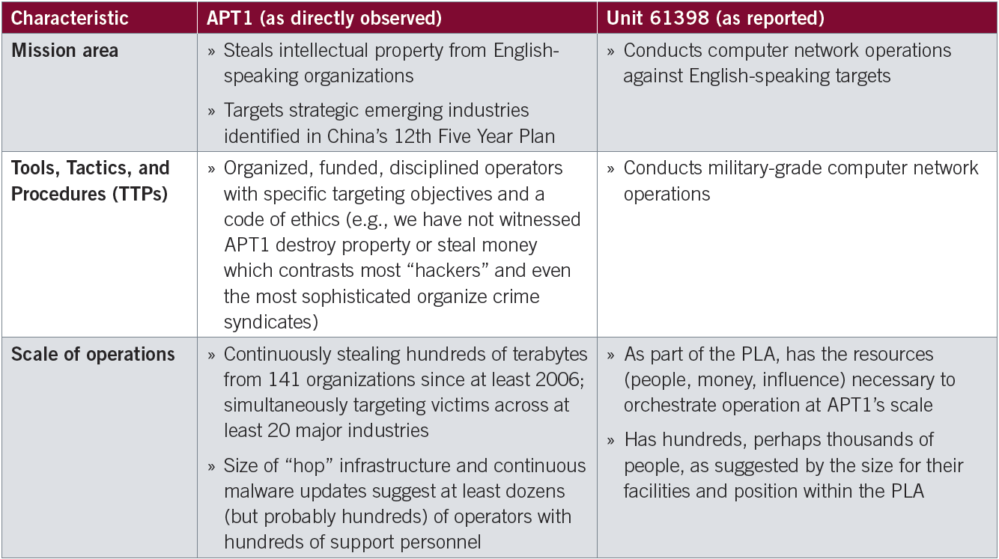 Characteristic
APT1 (as directly observed)
Unit 61398 (as reported)
Mission area
» Steals intellectual property from English-
speaking organizations
» Targets strategic emerging industries
identified in China’s 12th Five Year Plan
» Conducts computer network operations
against English-speaking targets
Tools, Tactics, and
Procedures (TTPs)
» Organized, funded, disciplined operators
with specific targeting objectives and a
code of ethics (e.g., we have not witnessed
APT1 destroy property or steal money
which contrasts most “hackers” and even
the most sophisticated organize crime
syndicates)
» Conducts military-grade computer network
operations
Scale of operations
» Continuously stealing hundreds of terabytes
from 141 organizations since at least 2006;
simultaneously targeting victims across at
least 20 major industries
» Size of “hop” infrastructure and continuous
malware updates suggest at least dozens
(but probably hundreds) of operators with
hundreds of support personnel
» As part of the PLA, has the resources
(people, money, influence) necessary to
orchestrate operation at APT1’s scale
» Has hundreds, perhaps thousands of
people, as suggested by the size for their
facilities and position within the PLA